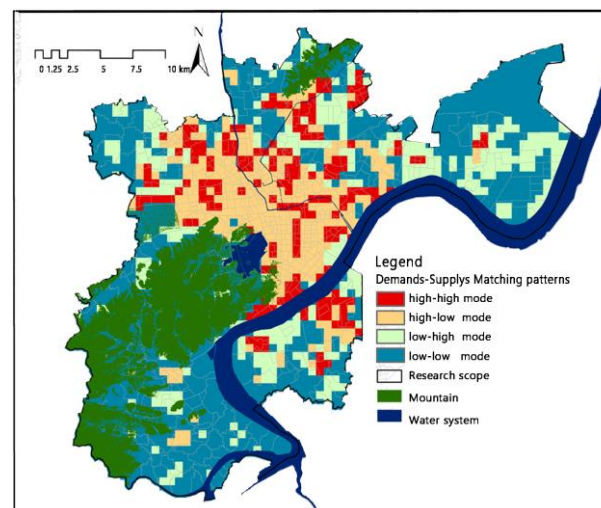 N
0 1.25 2.5 5 7.5 10 km
Legend
Demands-Supplys Matching patterns
high-high mode
high-low mode
low-high mode
low-low mode
Research scope
Mountain
Water system